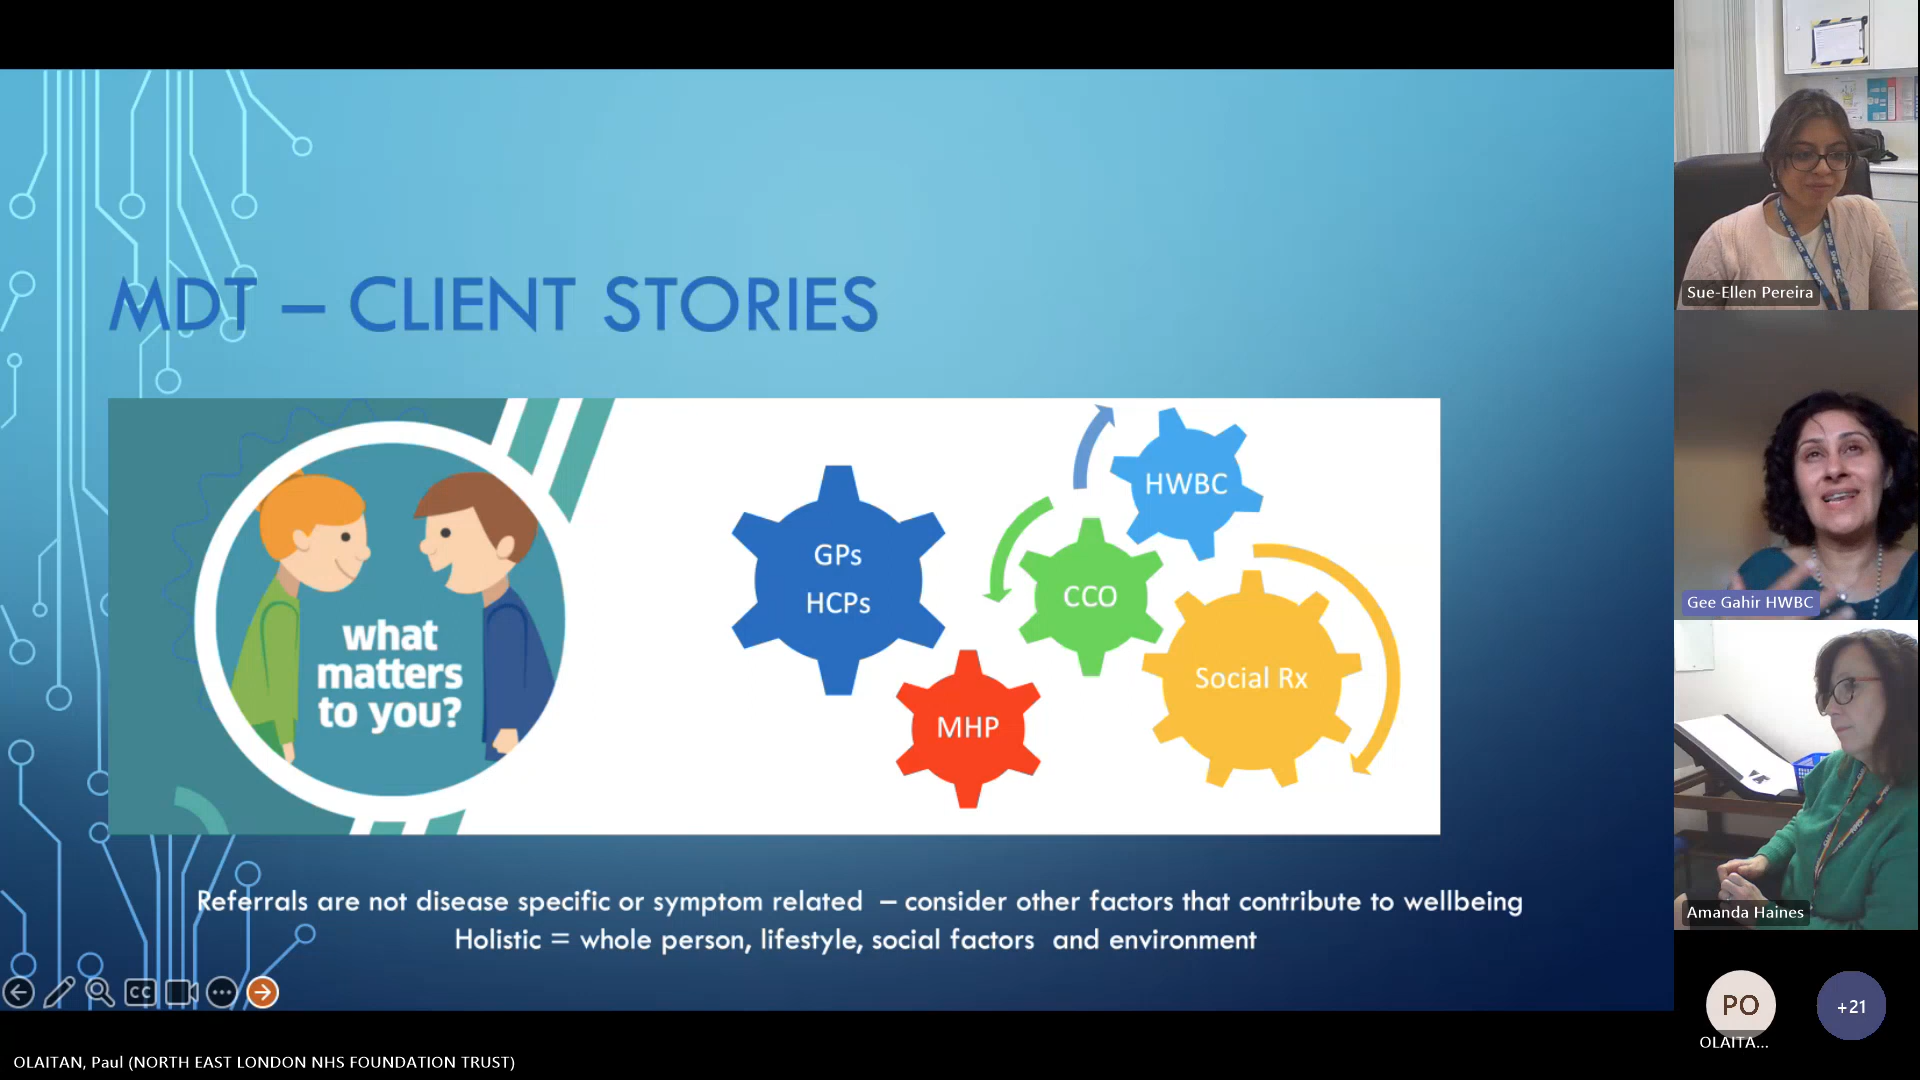 MDT – CLIENT STORIES
what
matters
to you?
GPs
HCPs
HWBC
CCO
MHP
Social Rx
Referrals are not disease specific or symptom related – consider other factors that contribute to wellbeing
Holistic = whole person, lifestyle, social factors and environment
CC
OLAITAN, Paul (NORTH EAST LONDON NHS FOUNDATION TRUST)
Sue-Ellen Pereira
Gee Gahir HWBC
Amanda Haines
PO
OLAITA...
+21